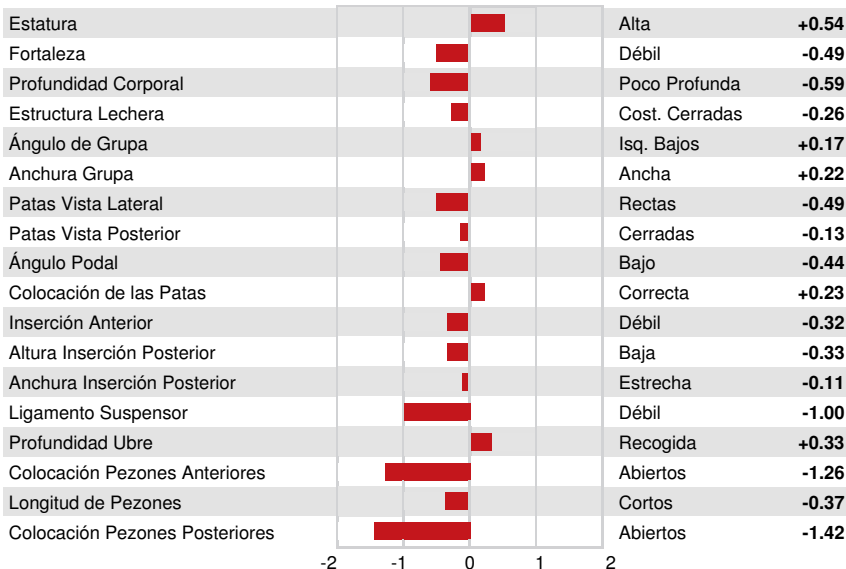 Estatura Alta +0.54
Fortaleza Débil -0.49
Profundidad Corporal Poco Profunda -0.59
Estructura Lechera Cost. Cerradas -0.26
Ángulo de Grupa Isq. Bajos +0.17
Anchura Grupa Ancha +0.22
Patas Vista Lateral Rectas -0.49
Patas Vista Posterior Cerradas -0.13
Ángulo Podal Bajo -0.44
Colocación de las Patas Correcta +0.23
Inserción Anterior Débil -0.32
Altura Inserción Posterior Baja -0.33
Anchura Inserción Posterior Estrecha -0.11
Ligamento Suspensor Débil -1.00
Profundidad Ubre Recogida +0.33
Colocación Pezones Anteriores Abiertos -1.26
Longitud de Pezones Cortos -0.37
Colocación Pezones Posteriores Abiertos -1.42
-2 -1 0 1 2